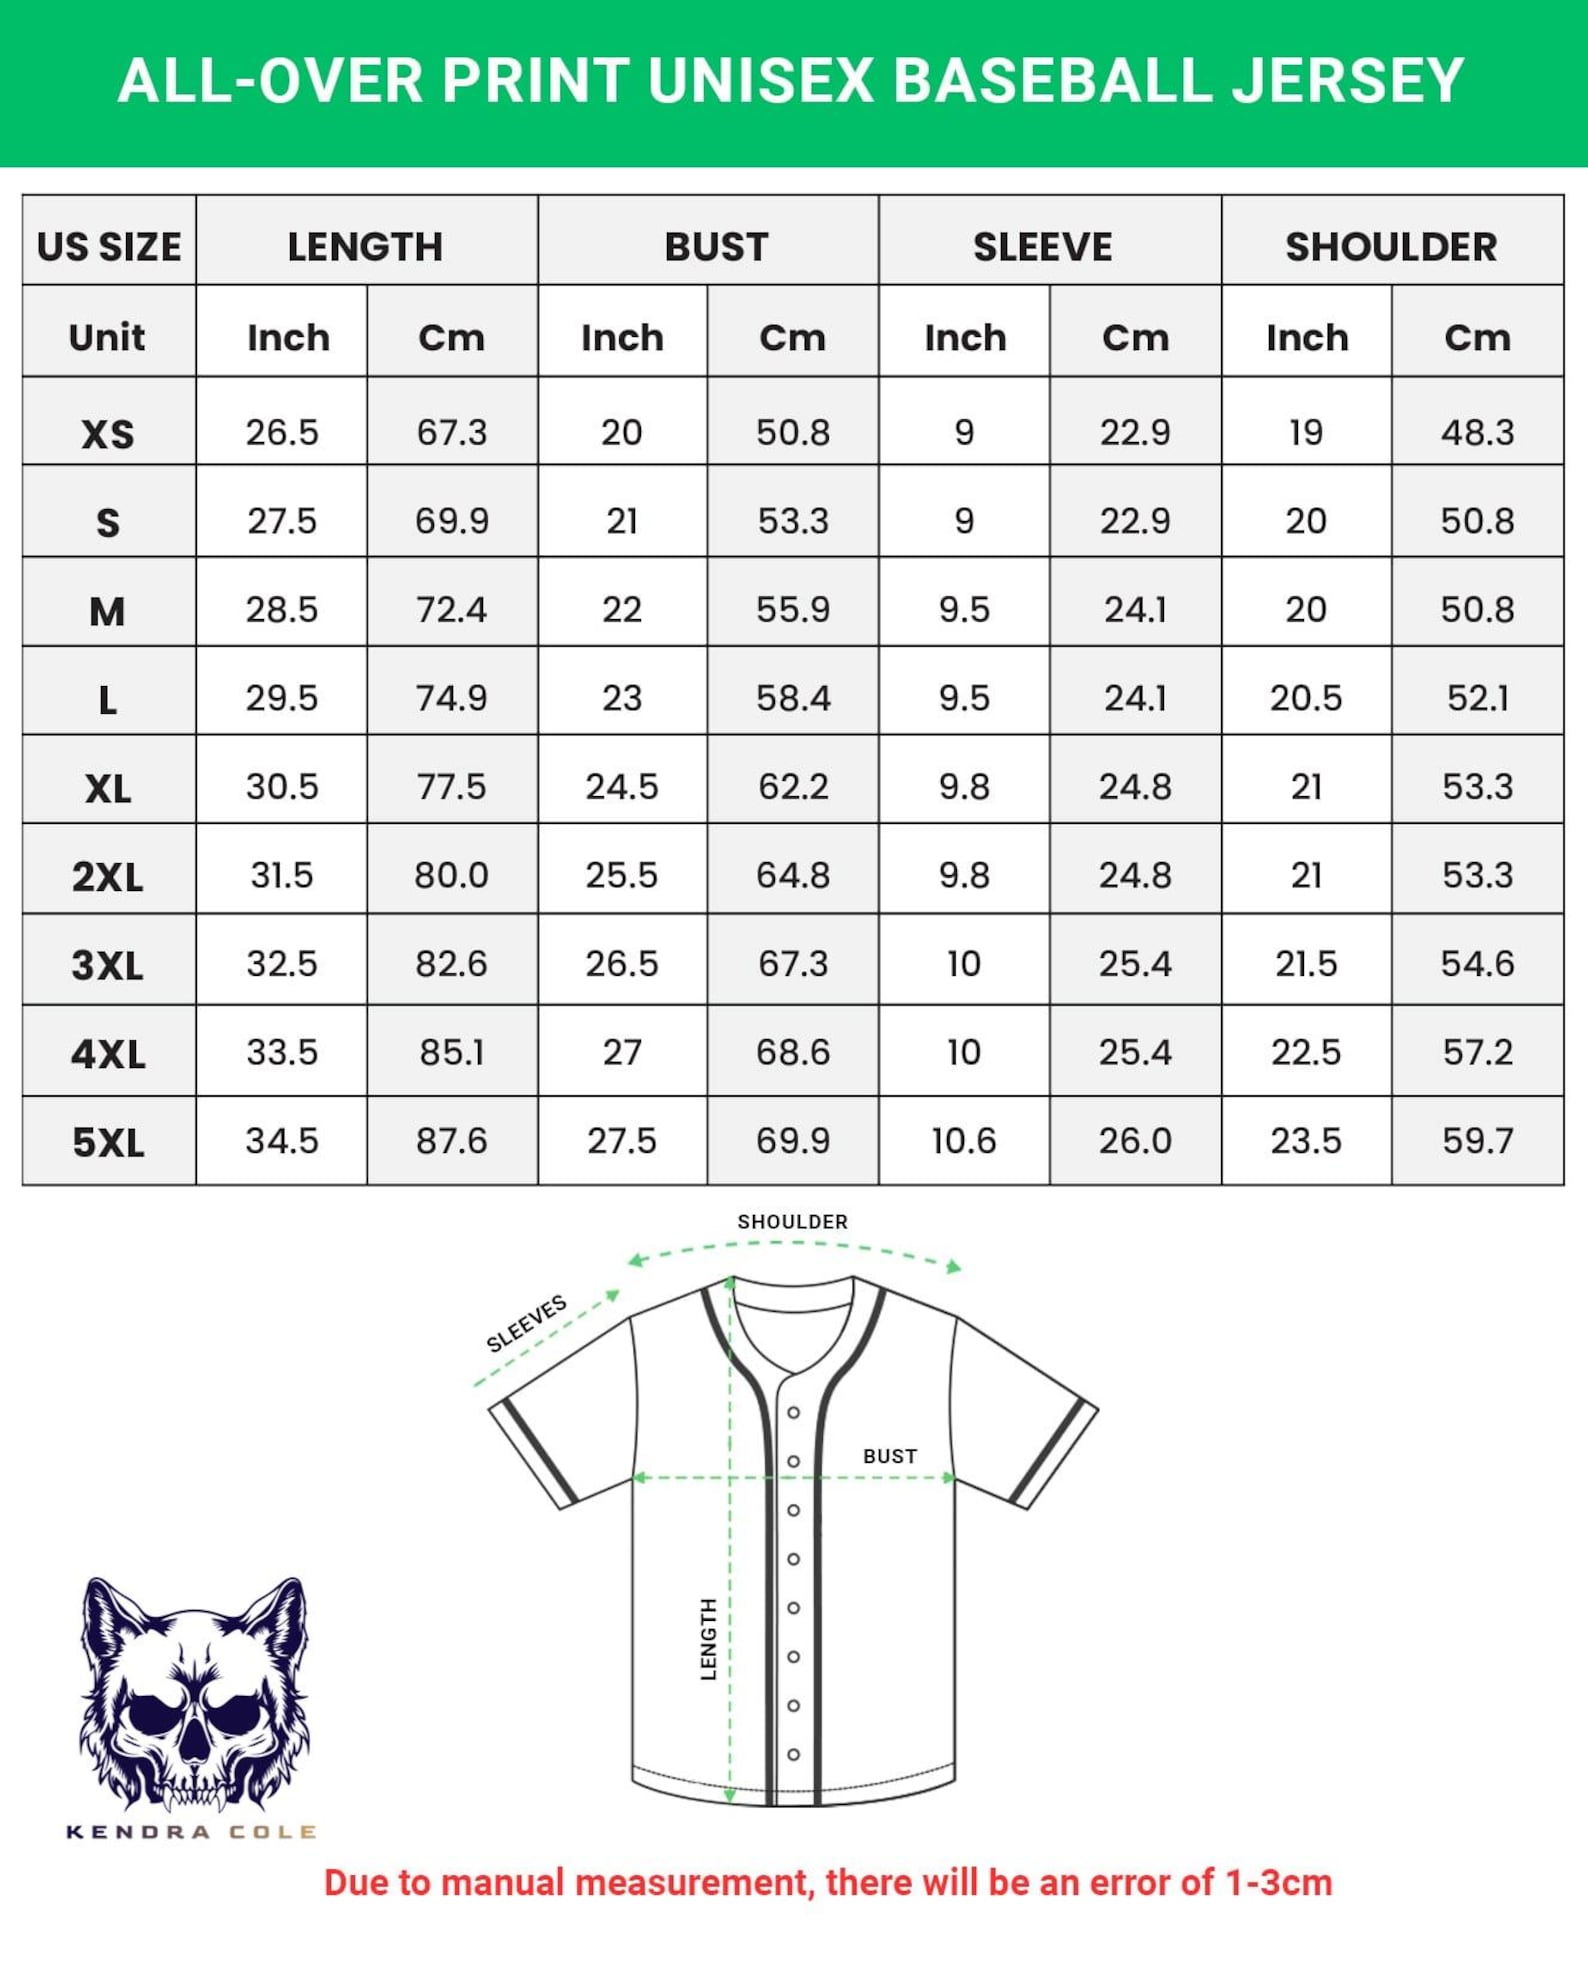 ALL-OVER PRINT UNISEX BASEBALL JERSEY
US SIZE LENGTH BUST SLEEVE SHOULDER
Unit Inch Cm Inch Cm Inch Cm Inch Cm
XS 26.5 67.3 20 50.8 9 22.9 19 48.3
S 27.5 69.9 21 53.3 9 22.9 20 50.8
M 28.5 72.4 22 55.9 9.5 24.1 20 50.8
L 29.5 74.9 23 58.4 9.5 24.1 20.5 52.1
XL 30.5 77.5 24.5 62.2 9.8 24.8 21 53.3
2XL 31.5 80.0 25.5 64.8 9.8 24.8 21 53.3
3XL 32.5 82.6 26.5 67.3 10 25.4 21.5 54.6
4XL 33.5 85.1 27 68.6 10 25.4 22.5 57.2
5XL 34.5 87.6 27.5 69.9 10.6 26.0 23.5 59.7
SHOULDER
SLEEVES
BUST
LENGTH
KENDRA COLE
Due to manual measurement, there will be an error of 1-3cm